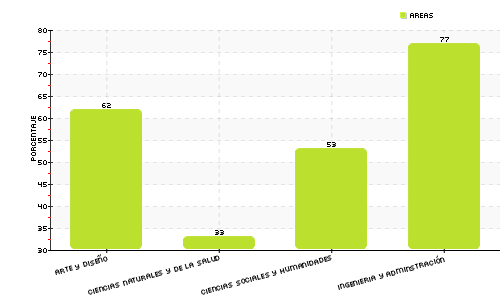 AREAS
80
75
70
65
60
55
50
45
40
35
30
PORCENTAJE
62
33
53
77
ARTE Y DISEÑO
CIENCIAS NATURALES Y DE LA SALUD
CIENCIAS SOCIALES Y HUMANIDADES
INGENIERIA Y ADMINSTRACIÓN